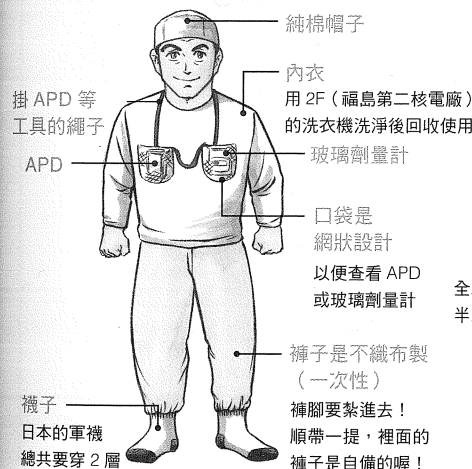 純棉帽子
內衣
用 2F（福島第二核電廠）
的洗衣機洗淨後回收使用
掛 APD 等
工具的繩子
APD
玻璃劑量計
口袋是
網狀設計
以便查看 APD
或玻璃劑量計
全
半
褲子是不織布製
（一次性）
褲腳要紮進去！
順帶一提，裡面的
褲子是自備的喔！
襪子
日本的軍襪
總共要穿 2 層